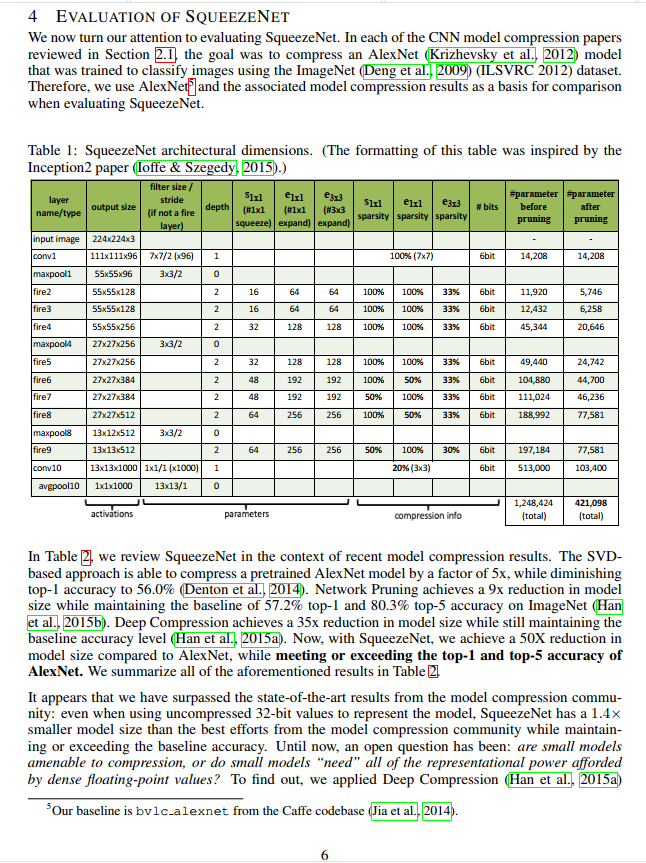 4 EVALUATION OF SQUEEZENET
We now turn our attention to evaluating SqueezeNet. In each of the CNN model compression papers
reviewed in Section 2.1, the goal was to compress an AlexNet (Krizhevsky et al., 2012) model
that was trained to classify images using the ImageNet (Deng et al., 2009) (ILSVRC 2012) dataset.
Therefore, we use AlexNet5 and the associated model compression results as a basis for comparison
when evaluating SqueezeNet.
Table 1: SqueezeNet architectural dimensions. (The formatting of this table was inspired by the
Inception2 paper (Ioffe & Szegedy, 2015).)
layer name/type | output size | filter size / stride (if not a fire layer) | depth | s1x1 (#1x1 squeeze) | e1x1 (#1x1 expand) | e3x3 (#3x3 expand) | s1x1 sparsity | e1x1 sparsity | e3x3 sparsity | # bits | #parameter before pruning | #parameter after pruning
input image 224x224x3 - -
conv1 111x111x96 7x7/2 (x96) 1 100% (7x7) 6bit 14,208 14,208
maxpool1 55x55x96 3x3/2 0
fire2 55x55x128 2 16 64 64 100% 100% 33% 6bit 11,920 5,746
fire3 55x55x128 2 16 64 64 100% 100% 33% 6bit 12,432 6,258
fire4 55x55x256 2 32 128 128 100% 100% 33% 6bit 45,344 20,646
maxpool4 27x27x256 3x3/2 0
fire5 27x27x256 2 32 128 128 100% 100% 33% 6bit 49,440 24,742
fire6 27x27x384 2 48 192 192 100% 50% 33% 6bit 104,880 44,700
fire7 27x27x384 2 48 192 192 50% 100% 33% 6bit 111,024 46,236
fire8 27x27x512 2 64 256 256 100% 50% 33% 6bit 188,992 77,581
maxpool8 13x12x512 3x3/2 0
fire9 13x13x512 2 64 256 256 50% 100% 30% 6bit 197,184 77,581
conv10 13x13x1000 1x1/1 (x1000) 1 20% (3x3) 6bit 513,000 103,400
avgpool10 1x1x1000 13x13/1 0
activations parameters compression info 1,248,424 (total) 421,098 (total)
In Table 2, we review SqueezeNet in the context of recent model compression results. The SVD-
based approach is able to compress a pretrained AlexNet model by a factor of 5x, while diminishing
top-1 accuracy to 56.0% (Denton et al., 2014). Network Pruning achieves a 9x reduction in model
size while maintaining the baseline of 57.2% top-1 and 80.3% top-5 accuracy on ImageNet (Han
et al., 2015b). Deep Compression achieves a 35x reduction in model size while still maintaining the
baseline accuracy level (Han et al., 2015a). Now, with SqueezeNet, we achieve a 50X reduction in
model size compared to AlexNet, while meeting or exceeding the top-1 and top-5 accuracy of
AlexNet. We summarize all of the aforementioned results in Table 2.
It appears that we have surpassed the state-of-the-art results from the model compression commu-
nity: even when using uncompressed 32-bit values to represent the model, SqueezeNet has a 1.4×
smaller model size than the best efforts from the model compression community while maintain-
ing or exceeding the baseline accuracy. Until now, an open question has been: are small models
amenable to compression, or do small models “need” all of the representational power afforded
by dense floating-point values? To find out, we applied Deep Compression (Han et al., 2015a)
5Our baseline is bvlc_alexnet from the Caffe codebase (Jia et al., 2014).
6